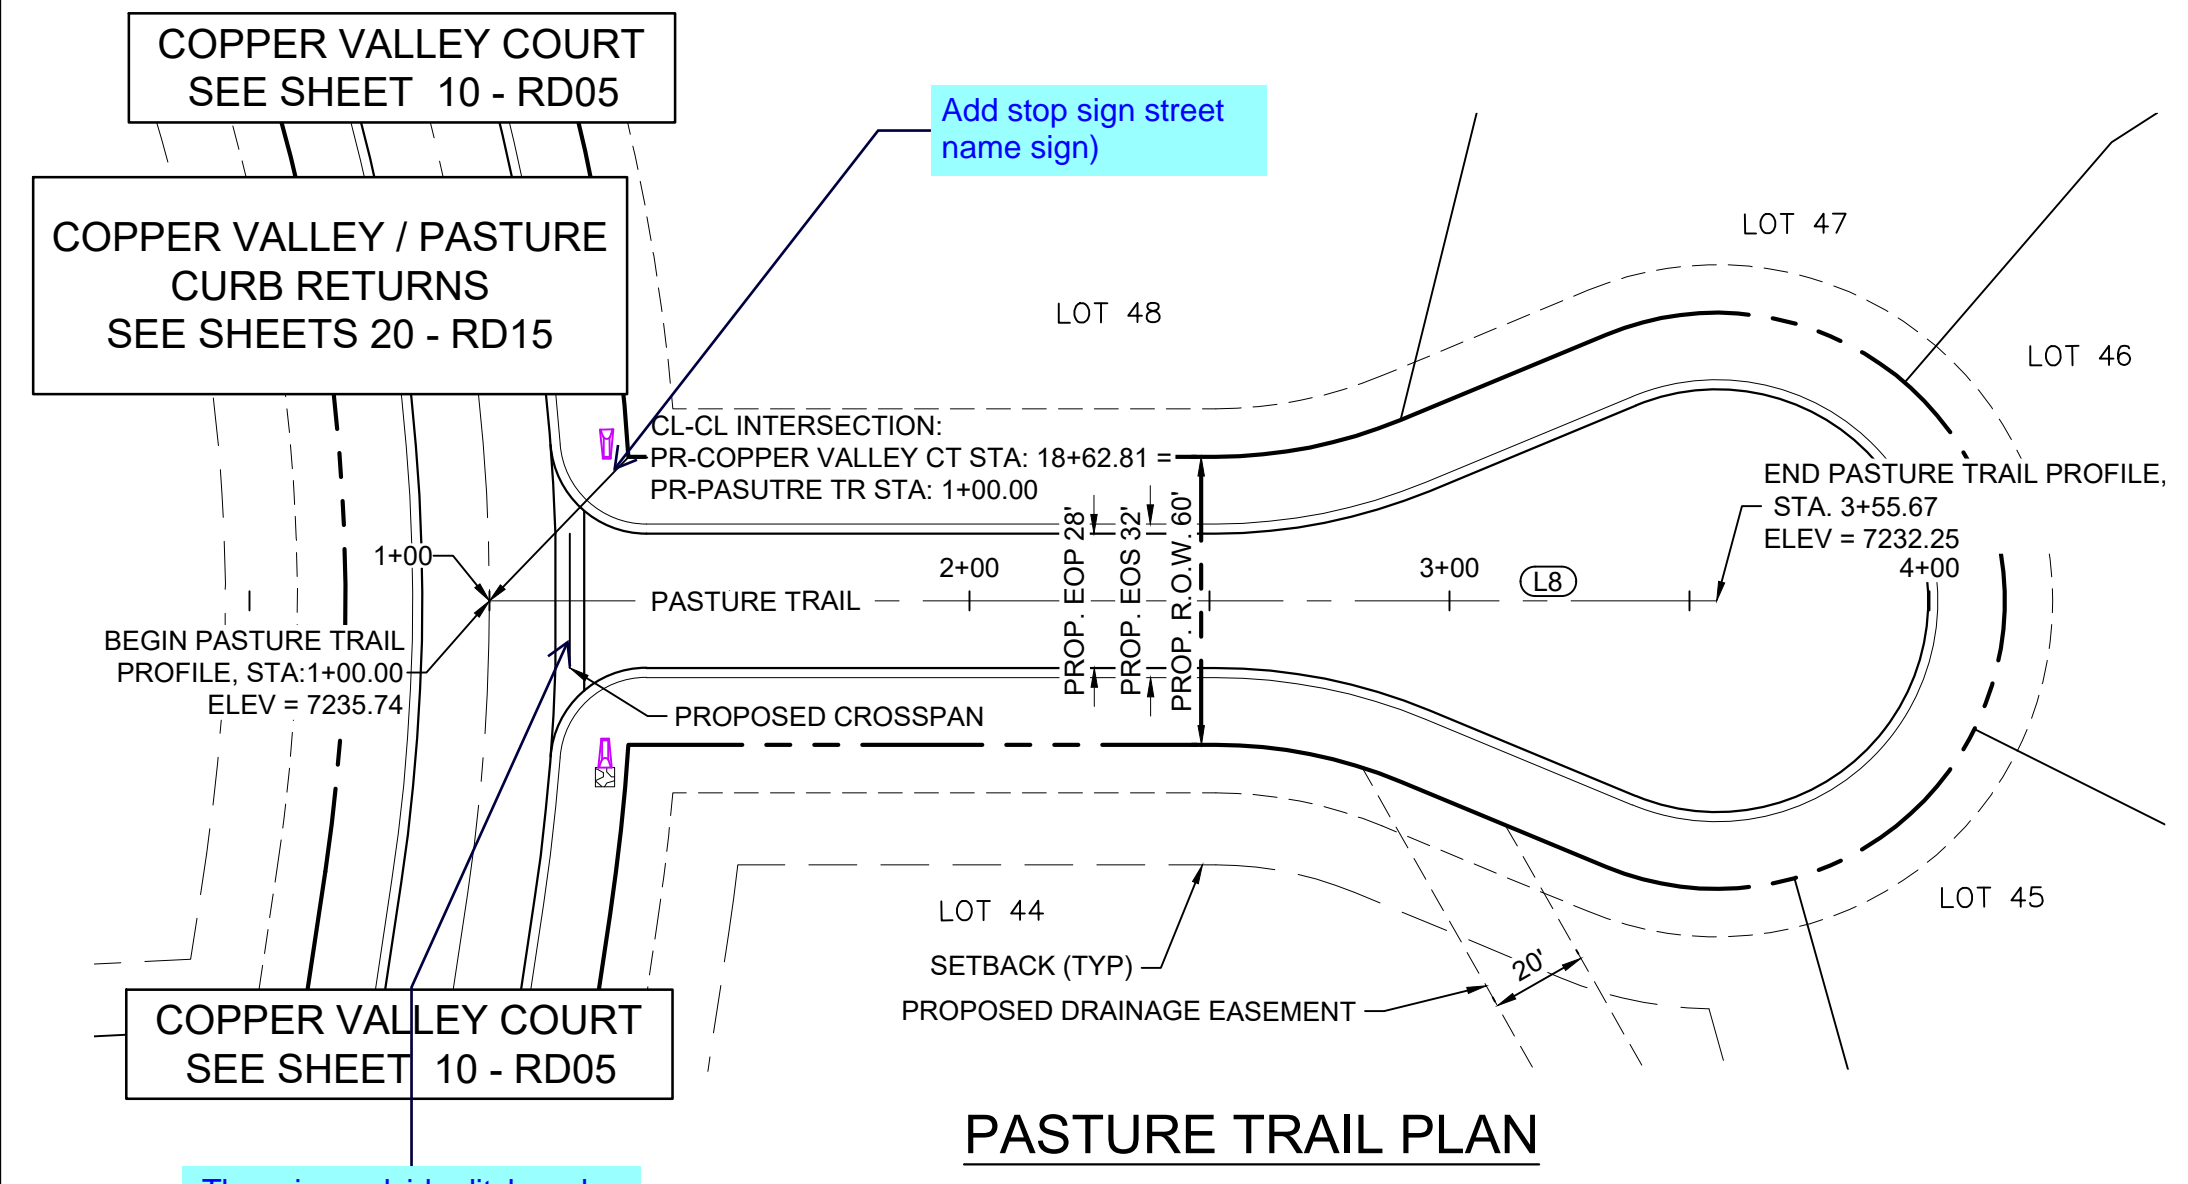 COPPER VALLEY COURT
SEE SHEET 10 - RD05
Add stop sign street
name sign)
COPPER VALLEY / PASTURE
CURB RETURNS
SEE SHEETS 20 - RD15
LOT 47
LOT 48
LOT 46
CL-CL INTERSECTION:
PR-COPPER VALLEY CT STA: 18+62.81 =
PR-PASUTRE TR STA: 1+00.00
END PASTURE TRAIL PROFILE,
STA. 3+55.67
ELEV = 7232.25
1+00
2+00
3+00
4+00
L8
PASTURE TRAIL
PROP. EOP 28'
PROP. EOS 32'
PROP. R.O.W. 60'
BEGIN PASTURE TRAIL
PROFILE, STA:1+00.00
ELEV = 7235.74
PROPOSED CROSSPAN
LOT 44
LOT 45
SETBACK (TYP)
20'
PROPOSED DRAINAGE EASEMENT
COPPER VALLEY COURT
SEE SHEET 10 - RD05
PASTURE TRAIL PLAN